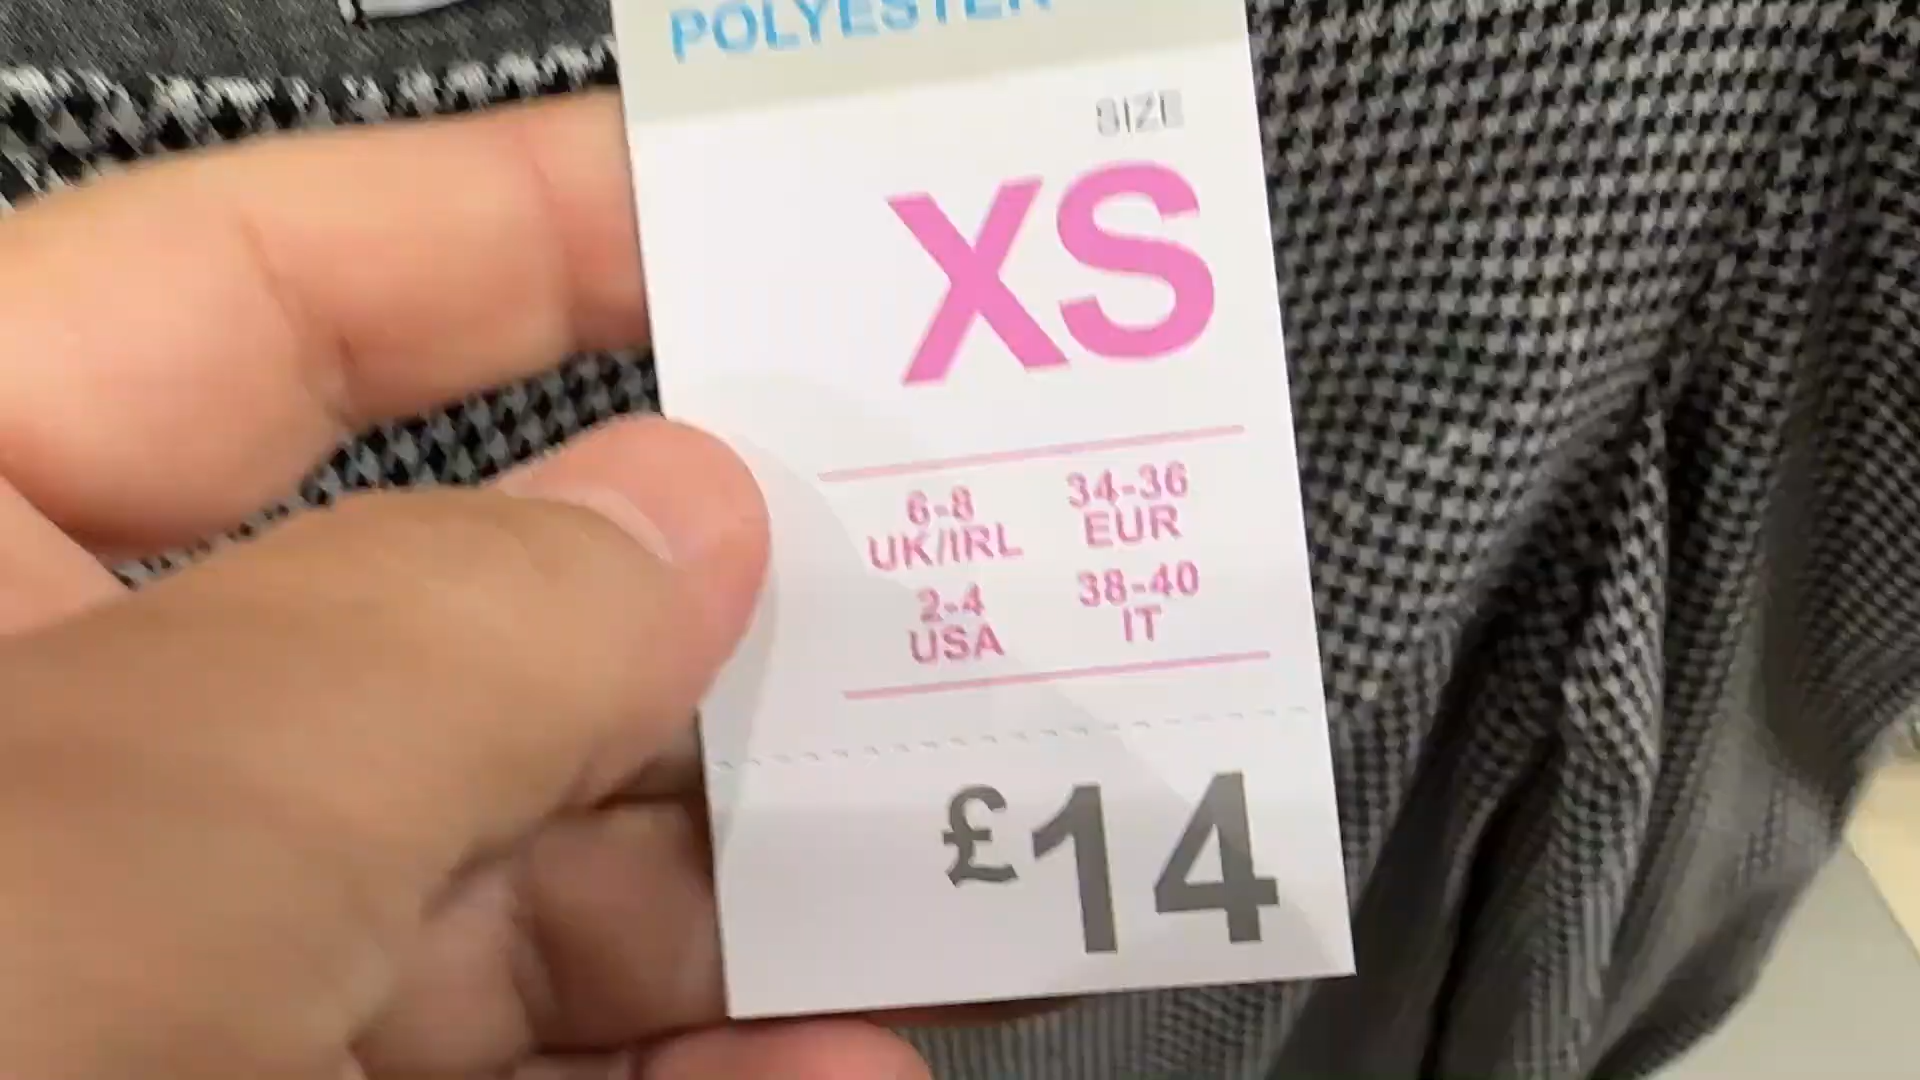 POLYESTER
SIZE
XS
6-8
UK/IRL
34-36
EUR
2-4
USA
38-40
IT
£14